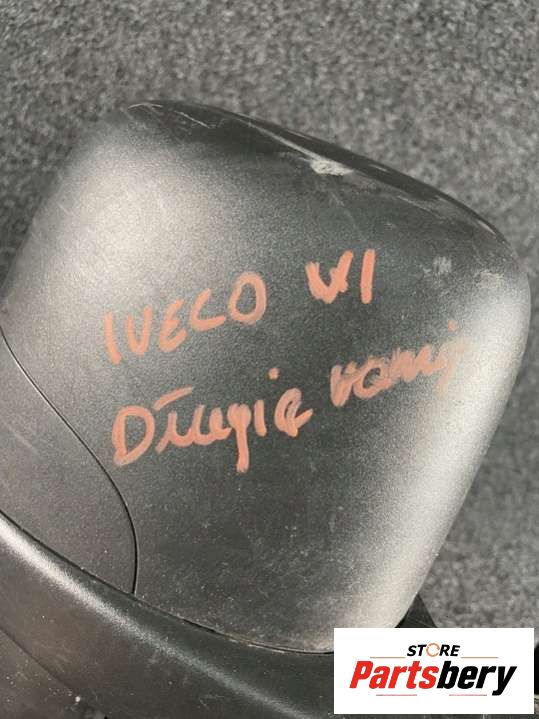 IVECO VI
Długie ramię
STORE
Partsbery